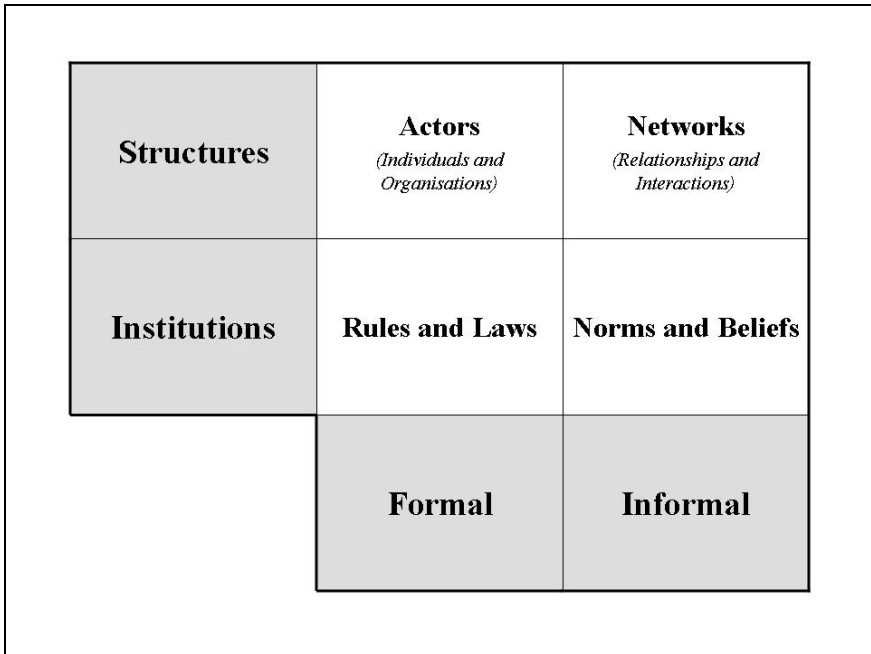 Structures
Actors
(Individuals and
Organisations)
Networks
(Relationships and
Interactions)
Institutions
Rules and Laws
Norms and Beliefs
Formal
Informal